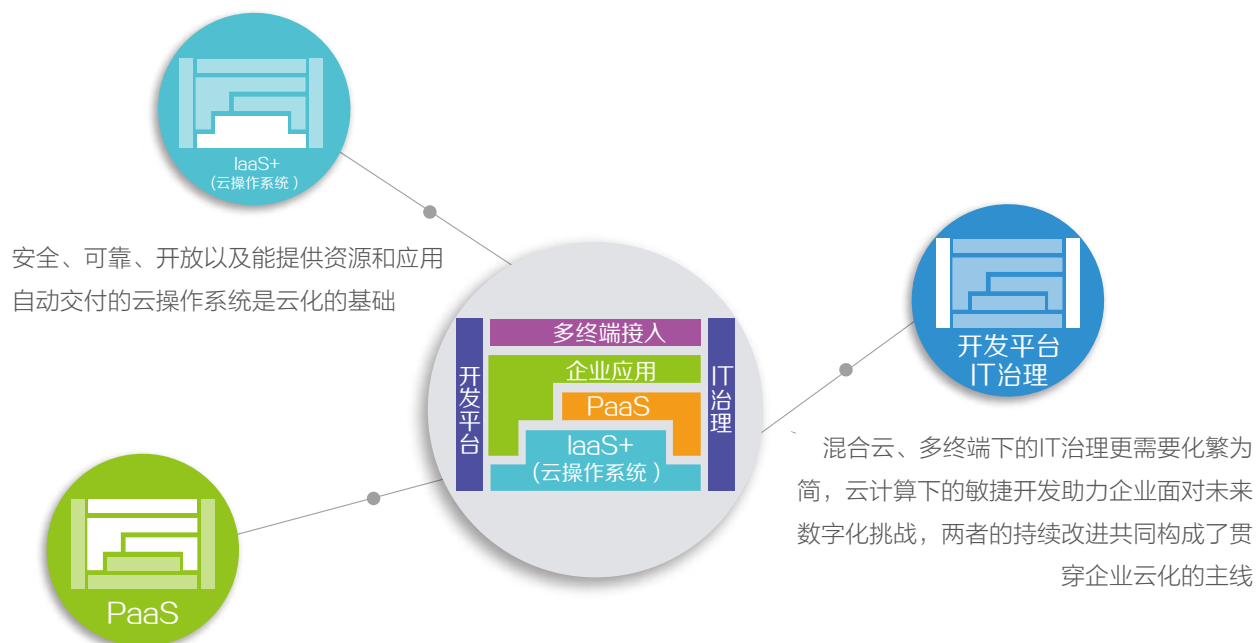 IaaS+
(云操作系统)
安全、可靠、开放以及能提供资源和应用
自动交付的云操作系统是云化的基础
多终端接入
企业应用
PaaS
IaaS+
(云操作系统)
开发平台
IT治理
开发平台
IT治理
混合云、多终端下的IT治理更需要化繁为
简，云计算下的敏捷开发助力企业面对未来
数字化挑战，两者的持续改进共同构成了贯
穿企业云化的主线
PaaS